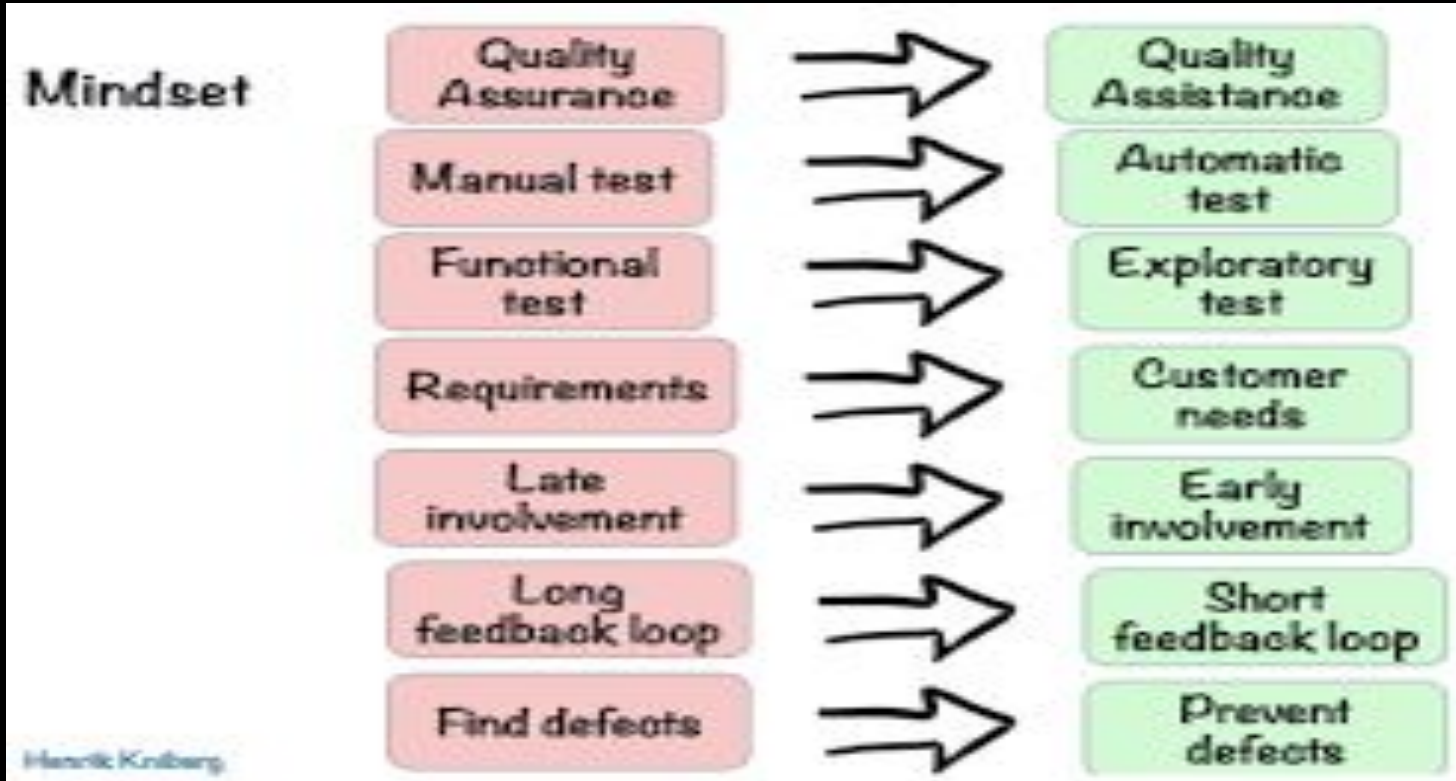 Mindset
Quality
Assurance
Quality
Assistance
Manual test
Automatic
test
Functional
test
Exploratory
test
Requirements
Customer
needs
Late
involvement
Early
involvement
Long
feedback loop
Short
feedback loop
Find defects
Prevent
defects
Henrik Kniberg